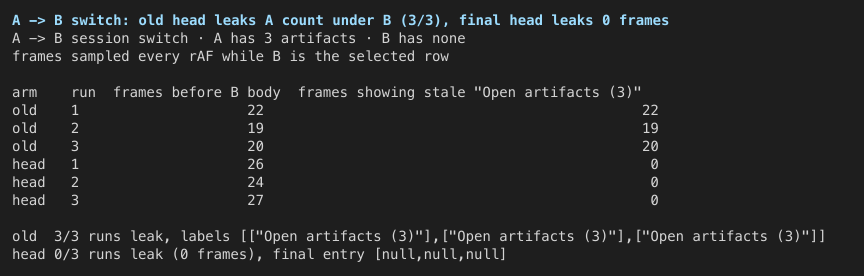 A -> B switch: old head leaks A count under B (3/3), final head leaks 0 frames
A -> B session switch · A has 3 artifacts · B has none
frames sampled every rAF while B is the selected row
arm run frames before B body frames showing stale "Open artifacts (3)"
old 1 22 22
old 2 19 19
old 3 20 20
head 1 26 0
head 2 24 0
head 3 27 0
old 3/3 runs leak, labels [["Open artifacts (3)"],["Open artifacts (3)"],["Open artifacts (3)"]]
head 0/3 runs leak (0 frames), final entry [null,null,null]